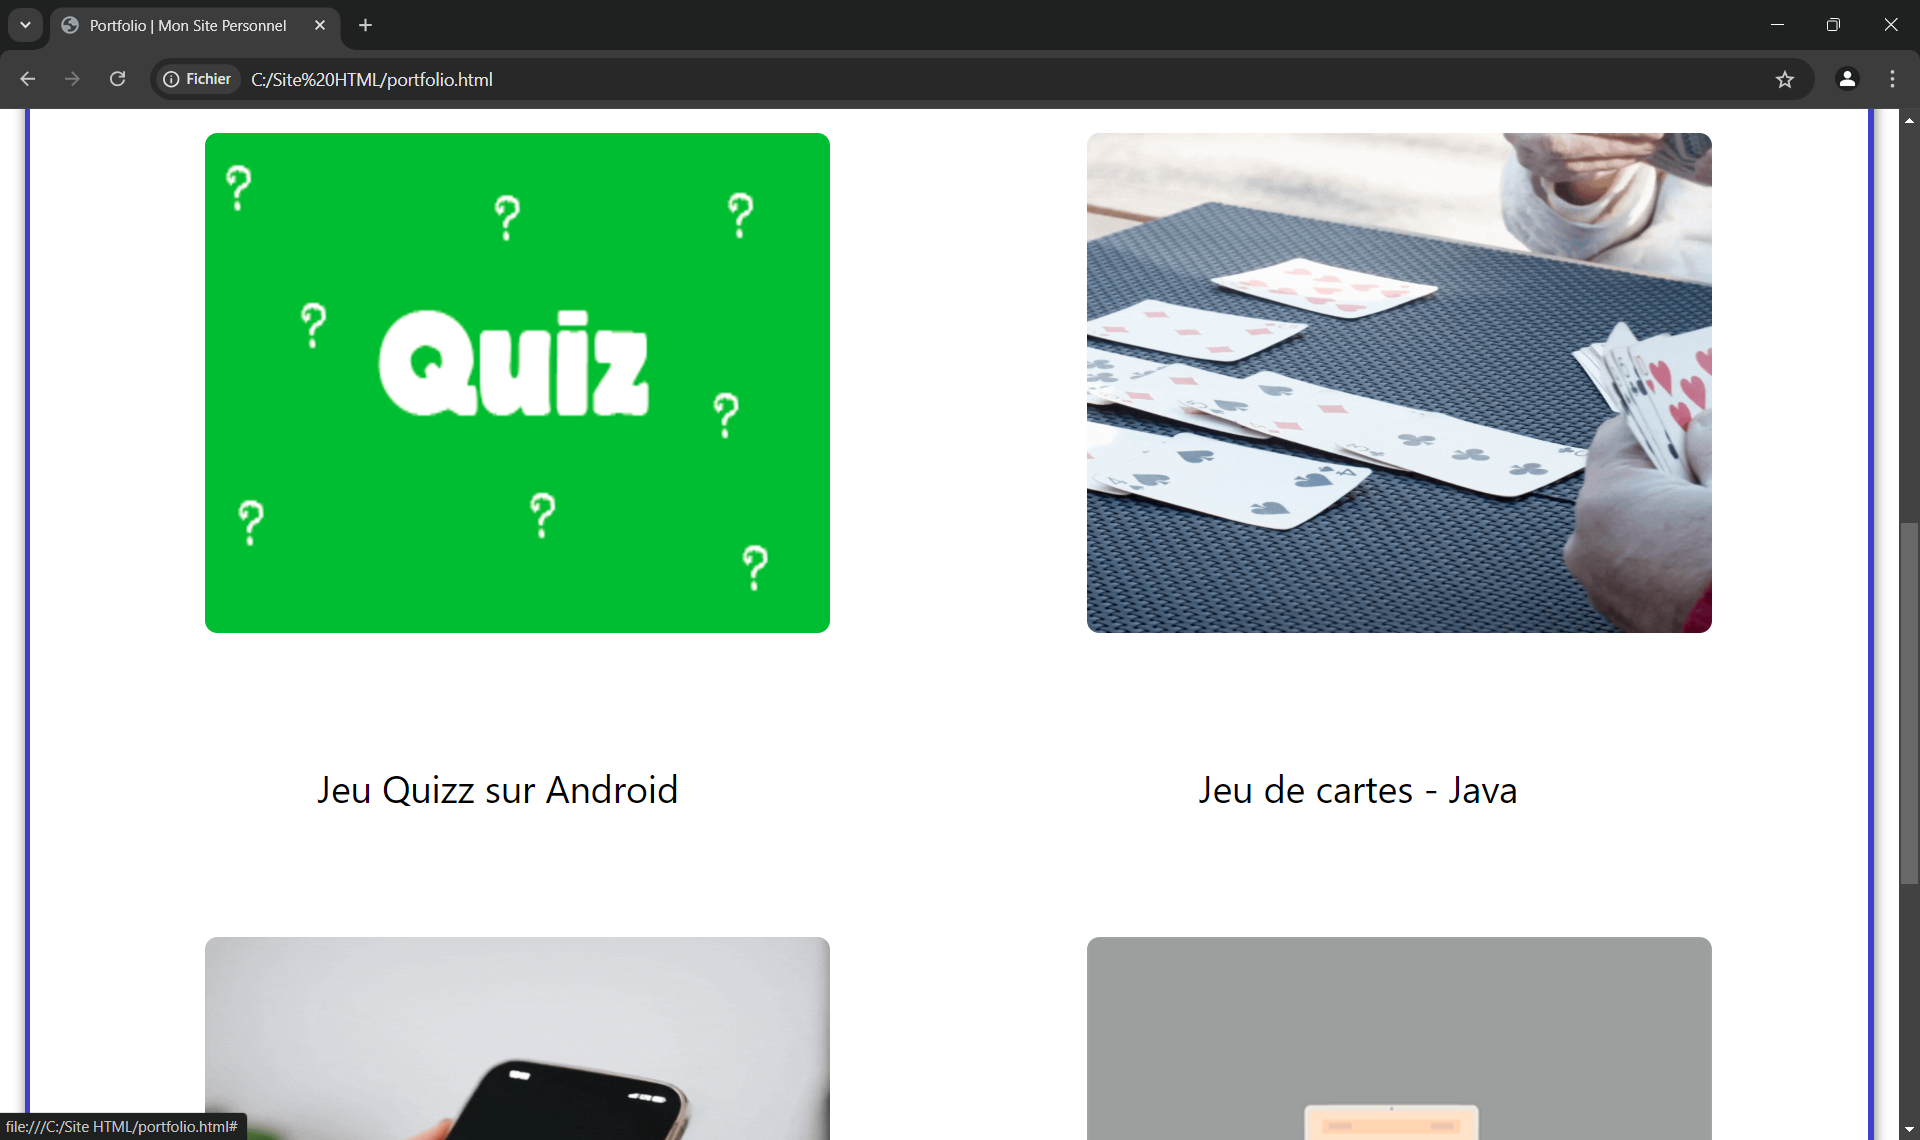 Portfolio | Mon Site Personnel
Fichier
C:/Site%20HTML/portfolio.html
? ? ?
?
Quiz
?
? ?
?
Jeu Quizz sur Android
Jeu de cartes - Java
file:///C:/Site HTML/portfolio.html#